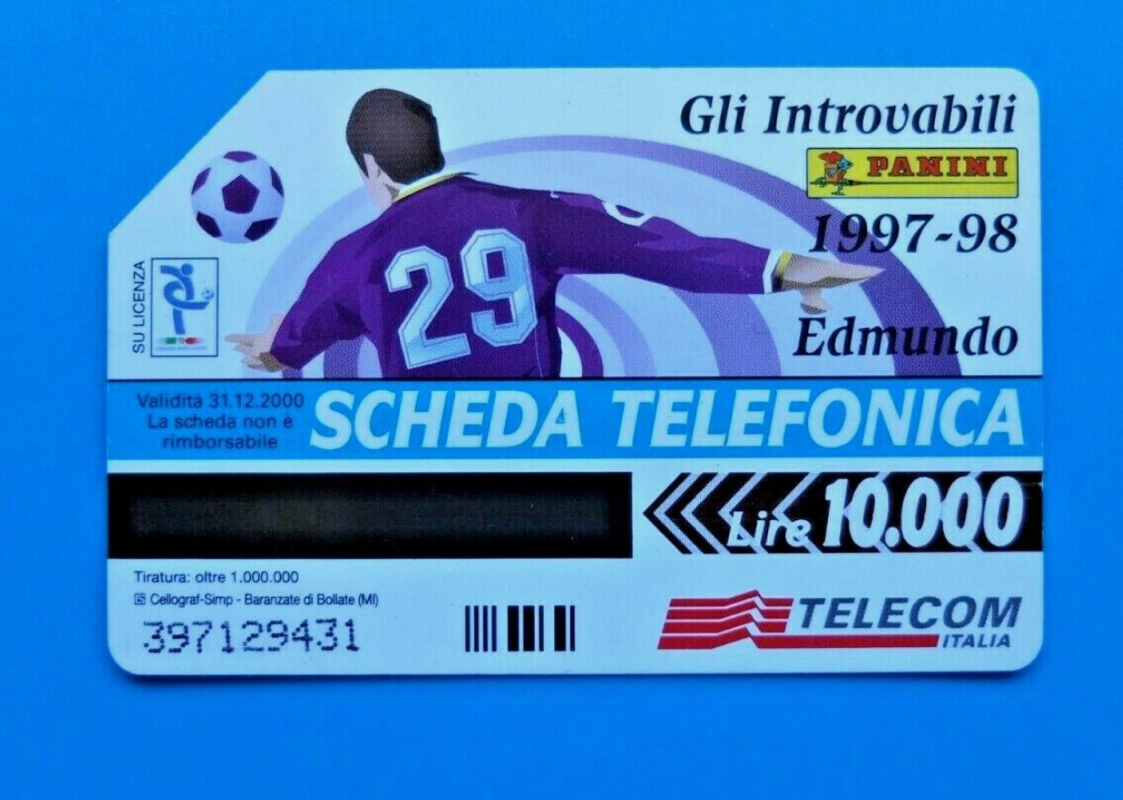 Gli Introvabili
PANINI
1997-98
29
Edmundo
SU LICENZA
Validità 31.12.2000
La scheda non è
rimborsabile
SCHEDA TELEFONICA
Lire 10.000
Tiratura: oltre 1.000.000
Cellograf-Simp - Baranzate di Bollate (MI)
397129431
TELECOM
ITALIA